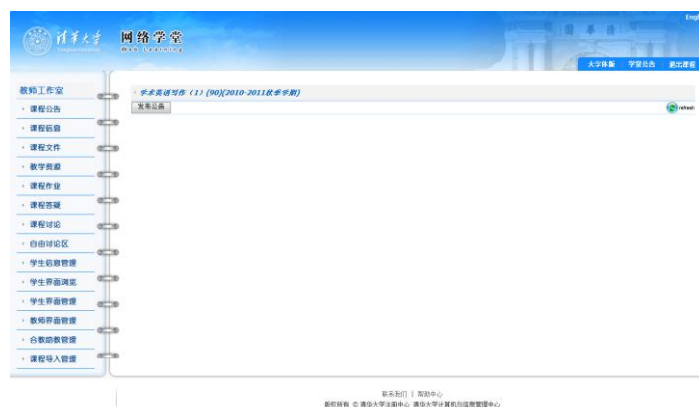 Engl
清华大学
网络学堂
Web Learning
清华园
大字体版 学堂公告 退出课程
教师工作室
课程公告
课程信息
课程文件
教学资源
课程作业
课程答疑
课程讨论
自由讨论区
学生信息管理
学生界面浏览
学生界面管理
教师界面管理
合教助教管理
课程导入管理
学术英语写作（1）(90)(2010-2011秋季学期)
发布公告
refresh
联系我们 | 帮助中心
版权所有 © 清华大学注册中心 清华大学计算机与信息管理中心